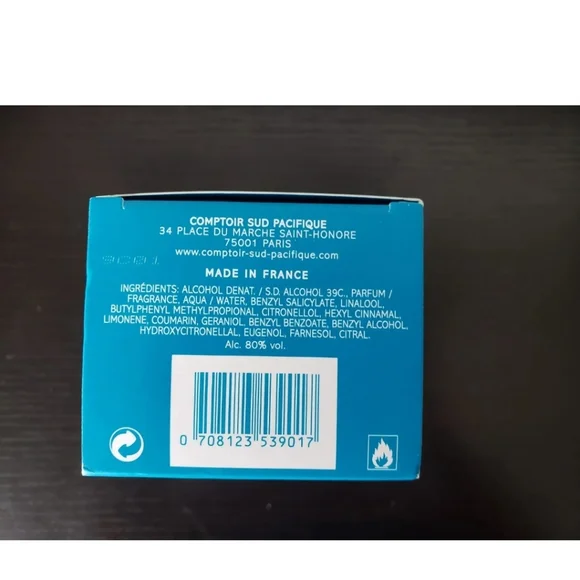 COMPTOIR SUD PACIFIQUE
34 PLACE DU MARCHE SAINT-HONORE
75001 PARIS
www.comptoir-sud-pacifique.com
MADE IN FRANCE
INGRÉDIENTS: ALCOHOL DENAT. / S.D. ALCOHOL 39C., PARFUM /
FRAGRANCE, AQUA / WATER, BENZYL SALICYLATE, LINALOOL,
BUTYLPHENYL METHYLPROPIONAL, CITRONELLOL, HEXYL CINNAMAL,
LIMONENE, COUMARIN, GERANIOL, BENZYL BENZOATE, BENZYL ALCOHOL,
HYDROXYCITRONELLAL, EUGENOL, FARNESOL, CITRAL.
Alc. 80% vol.
0 708123 539017